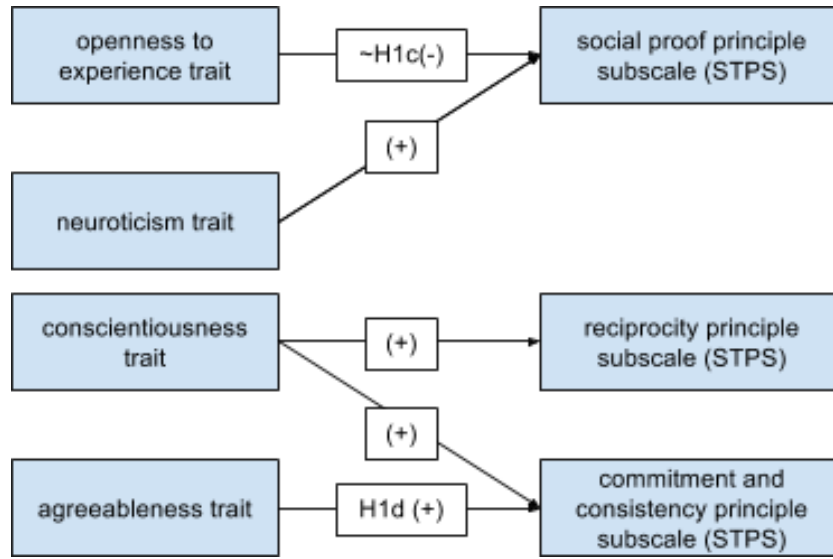 openness to
experience trait
~H1c(-)
social proof principle
subscale (STPS)
(+)
neuroticism trait
conscientiousness
trait
(+)
reciprocity principle
subscale (STPS)
(+)
agreeableness trait
H1d (+)
commitment and
consistency principle
subscale (STPS)